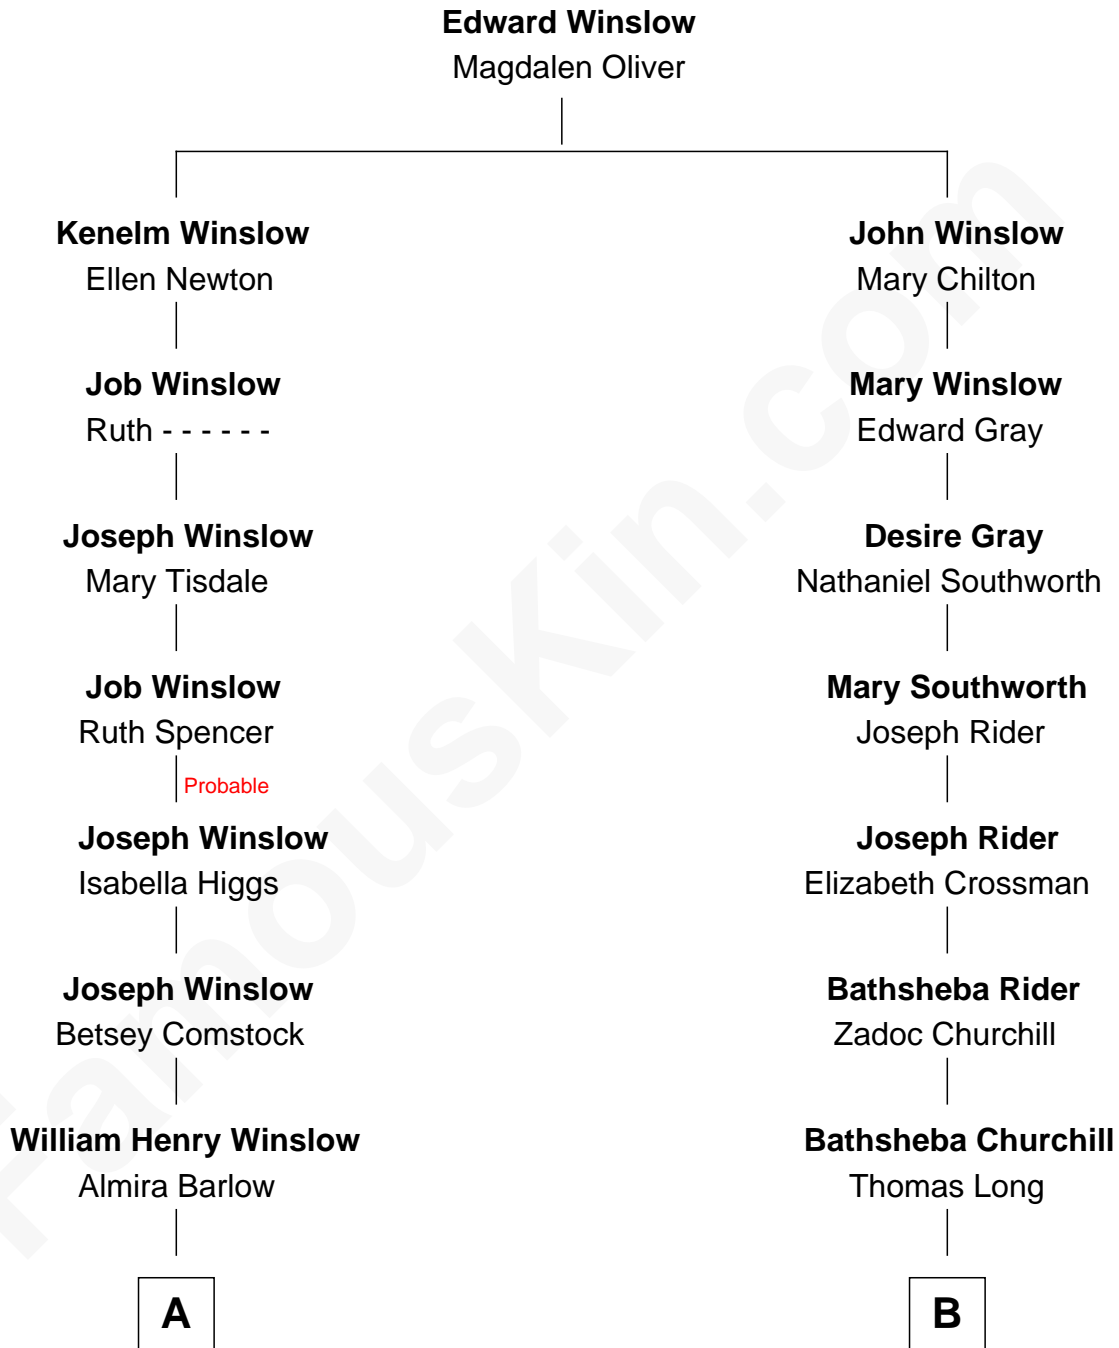 Edward Winslow
Magdalen Oliver
Kenelm Winslow
Ellen Newton
Job Winslow
Ruth - - - - - -
Joseph Winslow
Mary Tisdale
Job Winslow
Ruth Spencer
Probable
Joseph Winslow
Isabella Higgs
Joseph Winslow
Betsey Comstock
William Henry Winslow
Almira Barlow
A
John Winslow
Mary Chilton
Mary Winslow
Edward Gray
Desire Gray
Nathaniel Southworth
Mary Southworth
Joseph Rider
Joseph Rider
Elizabeth Crossman
Bathsheba Rider
Zadoc Churchill
Bathsheba Churchill
Thomas Long
B
FamousKin.com